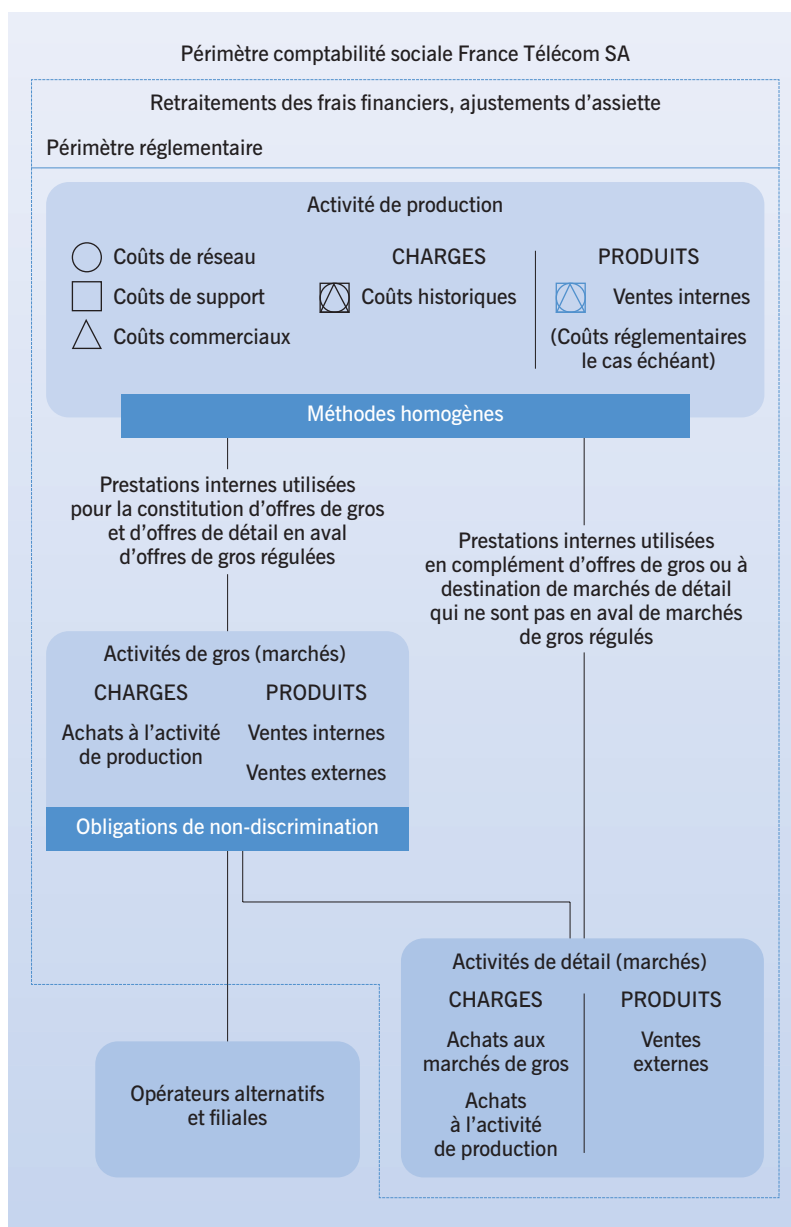 Périmètre comptabilité sociale France Télécom SA
Retraitements des frais financiers, ajustements d'assiette
Périmètre réglementaire
Activité de production
Coûts de réseau
Coûts de support
Coûts commerciaux
CHARGES
Coûts historiques
PRODUITS
Ventes internes
(Coûts réglementaires
le cas échéant)
Méthodes homogènes
Prestations internes utilisées
pour la constitution d'offres de gros
et d'offres de détail en aval
d'offres de gros régulées
Prestations internes utilisées
en complément d'offres de gros ou à
destination de marchés de détail
qui ne sont pas en aval de marchés
de gros régulés
Activités de gros (marchés)
CHARGES
Achats à l'activité
de production
PRODUITS
Ventes internes
Ventes externes
Obligations de non-discrimination
Activités de détail (marchés)
CHARGES
Achats aux
marchés de gros
Achats
à l'activité
de production
PRODUITS
Ventes
externes
Opérateurs alternatifs
et filiales